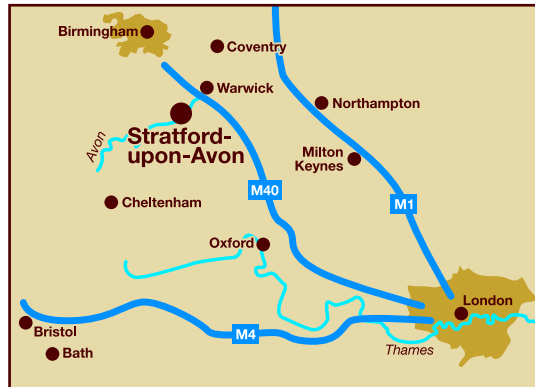 Birmingham
Coventry
Warwick
Northampton
Stratford-
upon-Avon
Avon
Milton
Keynes
M40
M1
Cheltenham
Oxford
London
Bristol
M4
Thames
Bath